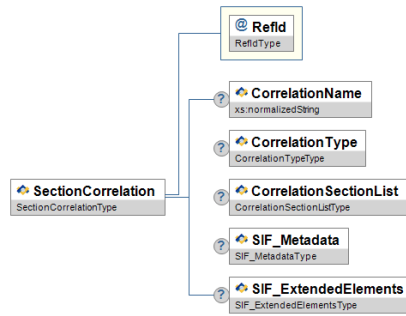 @ RefId
RefIdType
? CorrelationName
xs:normalizedString
? CorrelationType
CorrelationTypeType
SectionCorrelation
SectionCorrelationType
? CorrelationSectionList
CorrelationSectionListType
? SIF_Metadata
SIF_MetadataType
? SIF_ExtendedElements
SIF_ExtendedElementsType